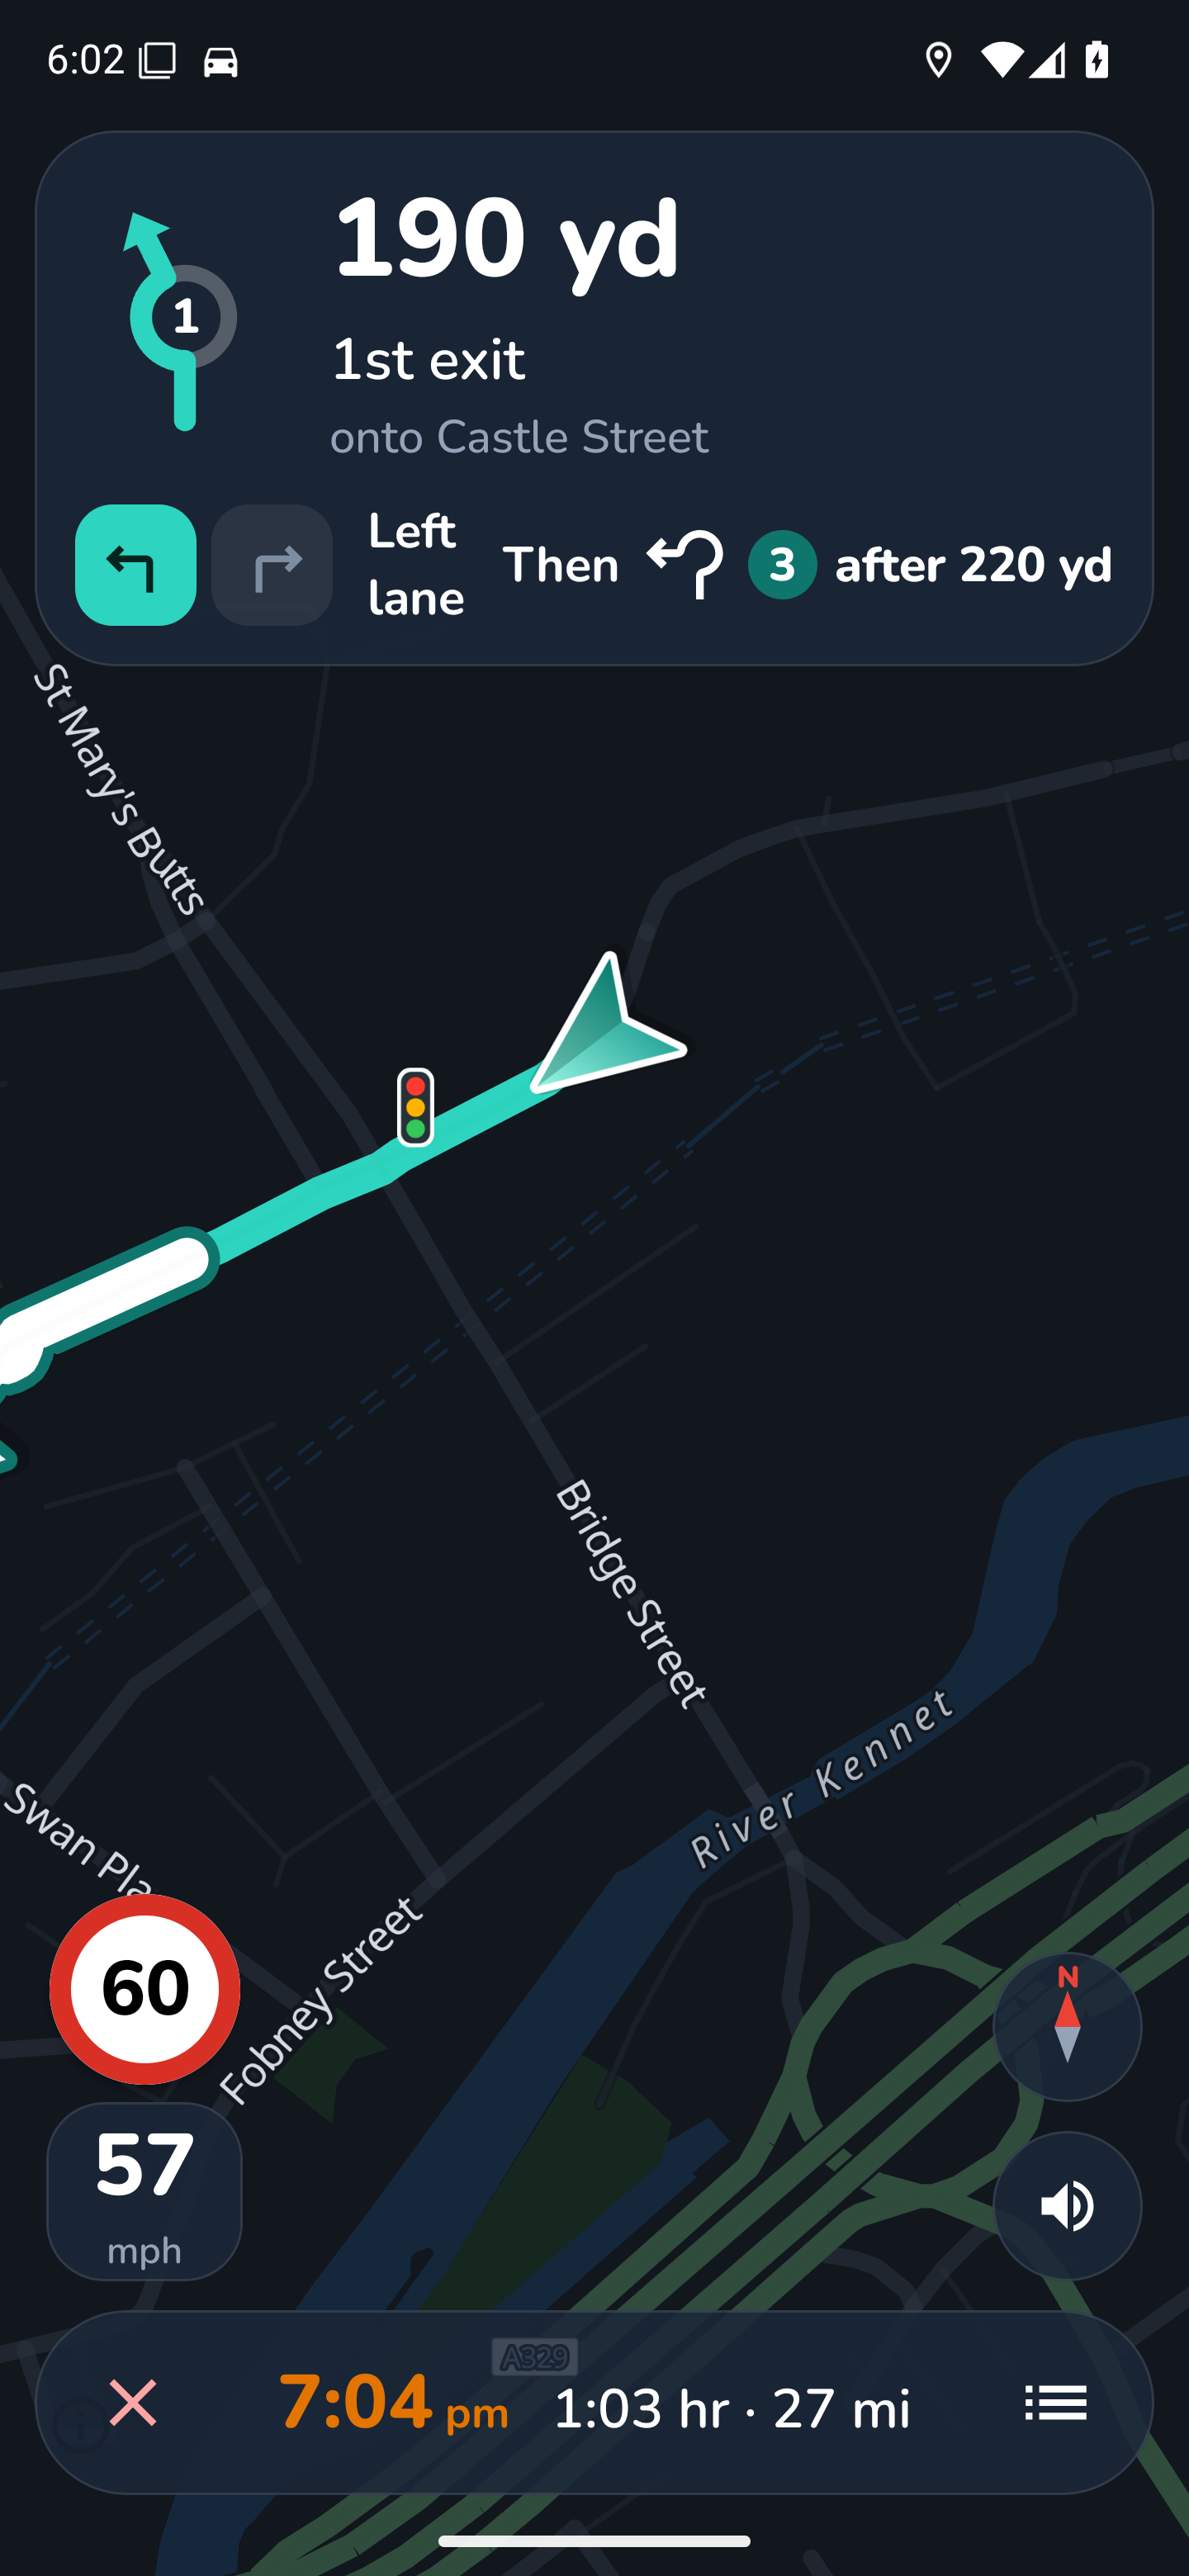 6:02
190 yd
1
1st exit
onto Castle Street
Left
lane
Then 3 after 220 yd
St Mary's Butts
Bridge Street
River Kennet
Swan Pla
Fobney Street
60
N
57
mph
A329
7:04 pm 1:03 hr · 27 mi